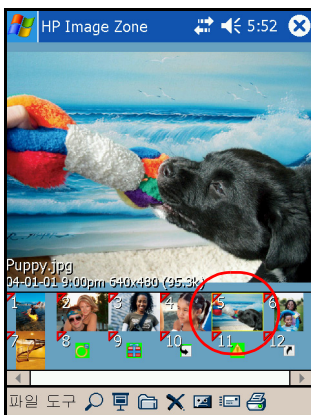 HP Image Zone 5:52
Puppy.jpg
04-01-01 9:00pm 640x480 (95.3k)
1 2 3 4 5 6
7 8 9 10 11 12
파일 도구